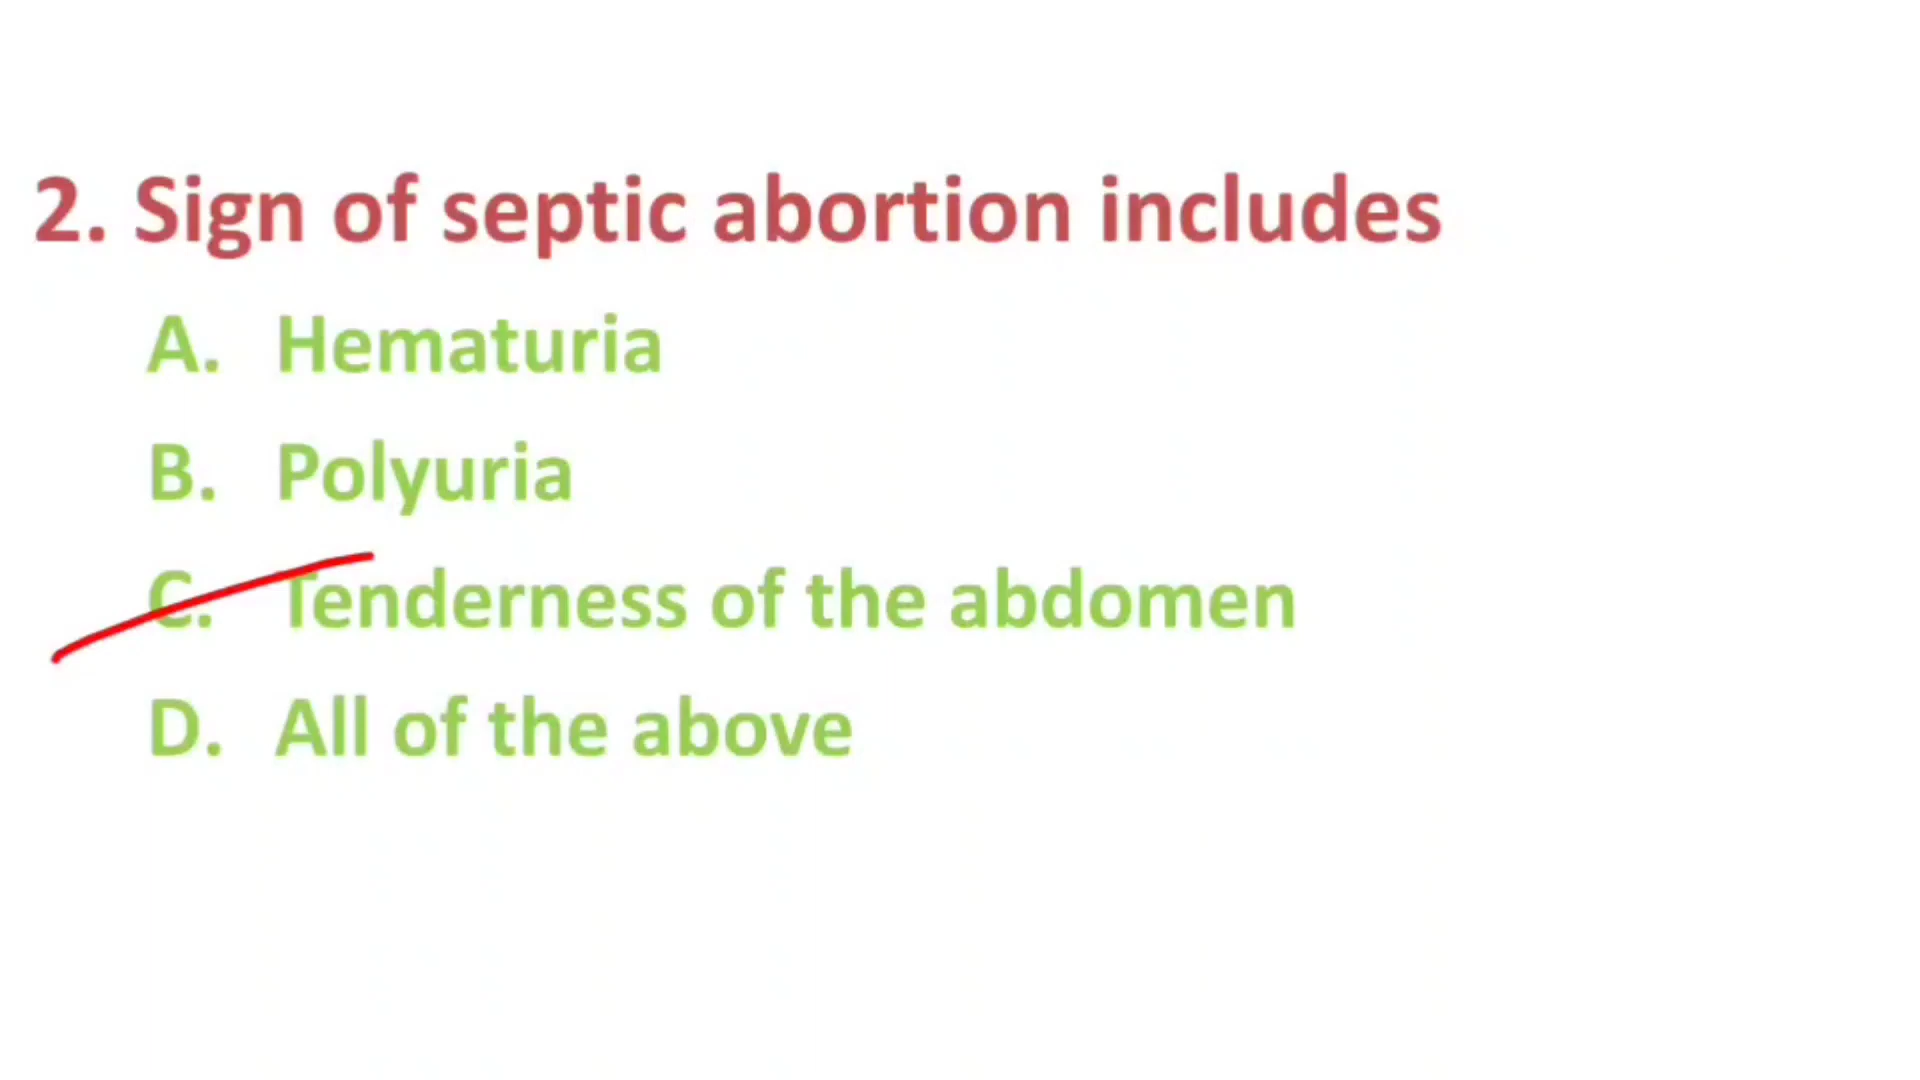 2. Sign of septic abortion includes
A. Hematuria
B. Polyuria
C. Tenderness of the abdomen
D. All of the above